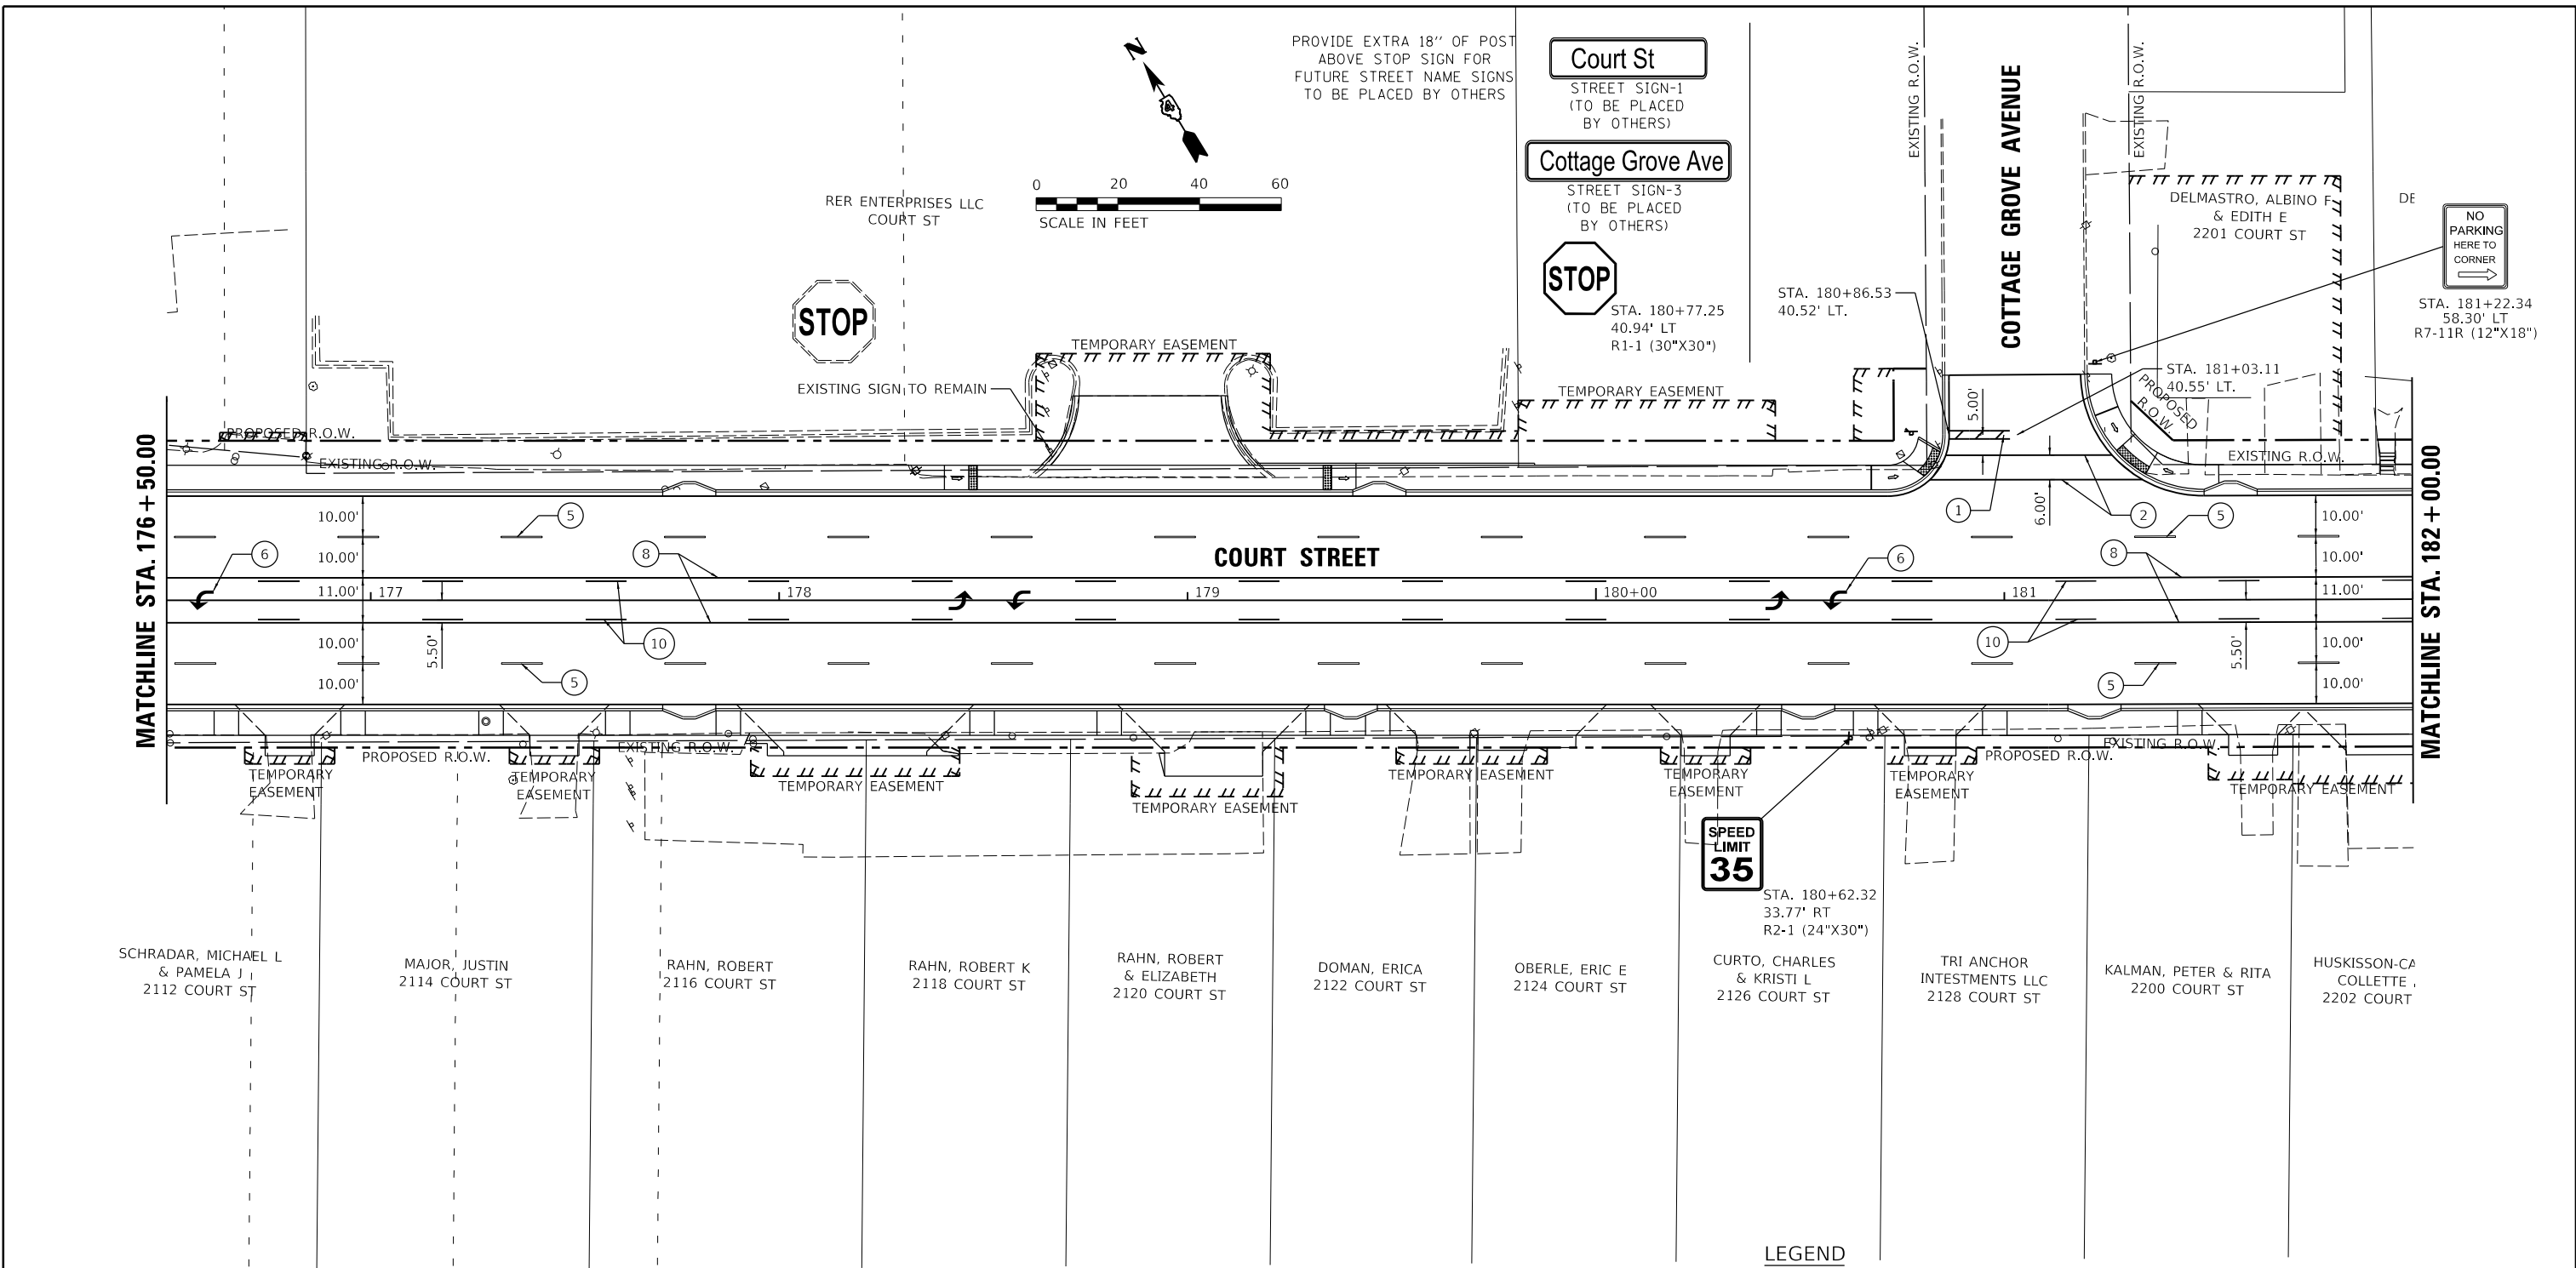 PROVIDE EXTRA 18'' OF POST
ABOVE STOP SIGN FOR
FUTURE STREET NAME SIGNS
TO BE PLACED BY OTHERS
Court St
STREET SIGN-1
(TO BE PLACED
BY OTHERS)
Cottage Grove Ave
STREET SIGN-3
(TO BE PLACED
BY OTHERS)
STOP
STA. 180+77.25
40.94' LT
R1-1 (30"X30")
N
0 20 40 60
SCALE IN FEET
RER ENTERPRISES LLC
COURT ST
STOP
EXISTING SIGN TO REMAIN
TEMPORARY EASEMENT
TEMPORARY EASEMENT
STA. 180+86.53
40.52' LT.
EXISTING R.O.W.
COTTAGE GROVE AVENUE
EXISTING R.O.W.
DELMASTRO, ALBINO F
& EDITH E
2201 COURT ST
DE
NO
PARKING
HERE TO
CORNER
STA. 181+22.34
58.30' LT
R7-11R (12"X18")
STA. 181+03.11
40.55' LT.
PROPOSED
R.O.W.
5.00'
6.00'
EXISTING R.O.W.
PROPOSED R.O.W.
EXISTING R.O.W.
MATCHLINE STA. 176+50.00
MATCHLINE STA. 182+00.00
1
2
5
5
10.00'
10.00'
11.00'
10.00'
10.00'
6
8
COURT STREET
6
8
10.00'
10.00'
11.00'
10.00'
10.00'
177
178
179
180+00
181
5.50'
10
10
5.50'
5
5
PROPOSED R.O.W.
EXISTING R.O.W.
PROPOSED R.O.W.
EXISTING R.O.W.
TEMPORARY
EASEMENT
TEMPORARY
EASEMENT
TEMPORARY EASEMENT
TEMPORARY EASEMENT
TEMPORARY EASEMENT
TEMPORARY
EASEMENT
TEMPORARY
EASEMENT
TEMPORARY EASEMENT
SPEED
LIMIT
35
STA. 180+62.32
33.77' RT
R2-1 (24"X30")
SCHRADAR, MICHAEL L
& PAMELA J
2112 COURT ST
MAJOR, JUSTIN
2114 COURT ST
RAHN, ROBERT
2116 COURT ST
RAHN, ROBERT K
2118 COURT ST
RAHN, ROBERT
& ELIZABETH
2120 COURT ST
DOMAN, ERICA
2122 COURT ST
OBERLE, ERIC E
2124 COURT ST
CURTO, CHARLES
& KRISTI L
2126 COURT ST
TRI ANCHOR
INTESTMENTS LLC
2128 COURT ST
KALMAN, PETER & RITA
2200 COURT ST
HUSKISSON-CA
COLLETTE
2202 COURT
LEGEND